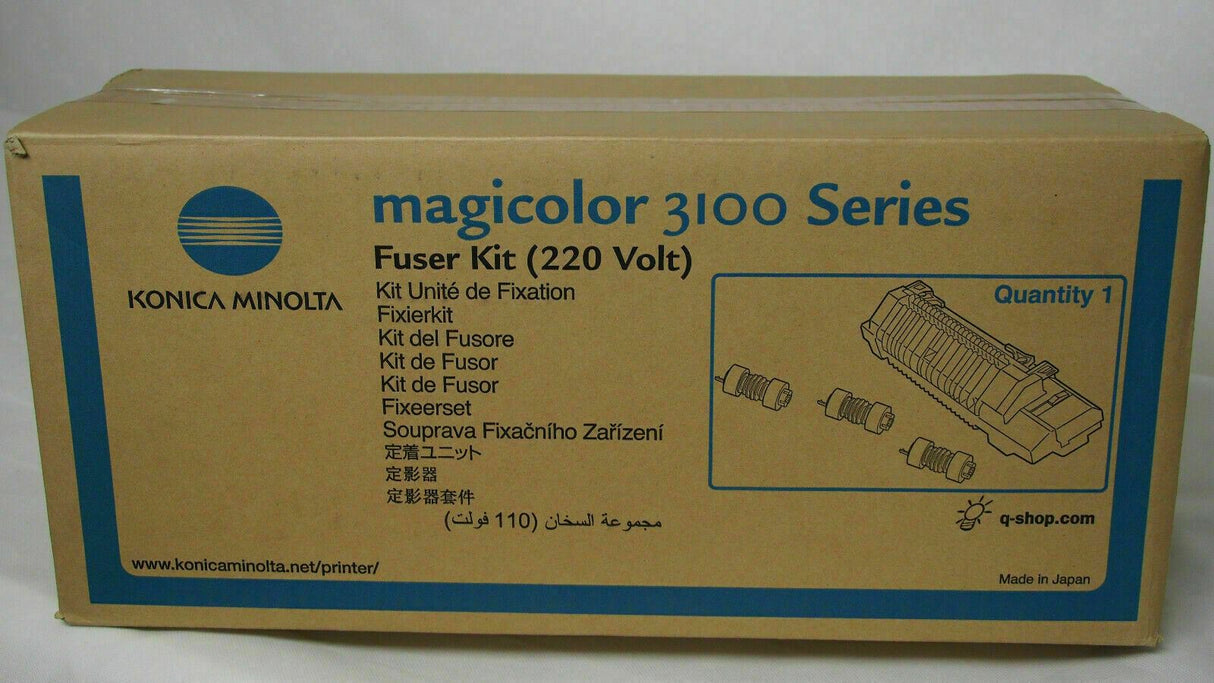 KONICA MINOLTA
magicolor 3100 Series
Fuser Kit (220 Volt)
Kit Unité de Fixation
Fixierkit
Kit del Fusore
Kit de Fusor
Kit de Fusor
Fixeerset
Souprava Fixačního Zařízení
定着ユニット
定影器
定影器套件
مجموعة السخان (110 فولت)
Quantity 1
q-shop.com
www.konicaminolta.net/printer/
Made in Japan